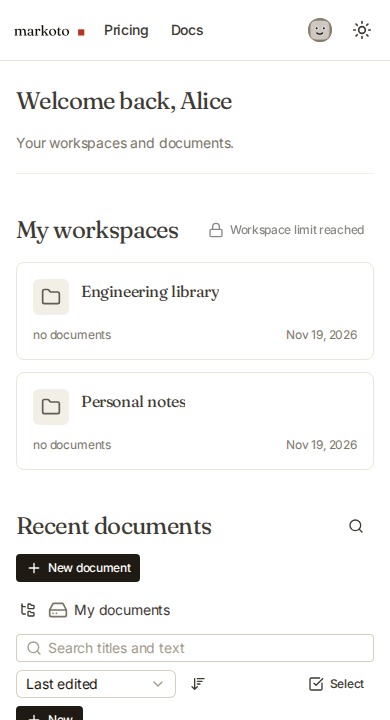 markoto Pricing Docs
Welcome back, Alice
Your workspaces and documents.
My workspaces Workspace limit reached
Engineering library
no documents Nov 19, 2026
Personal notes
no documents Nov 19, 2026
Recent documents
New document
My documents
Search titles and text
Last edited Select
New